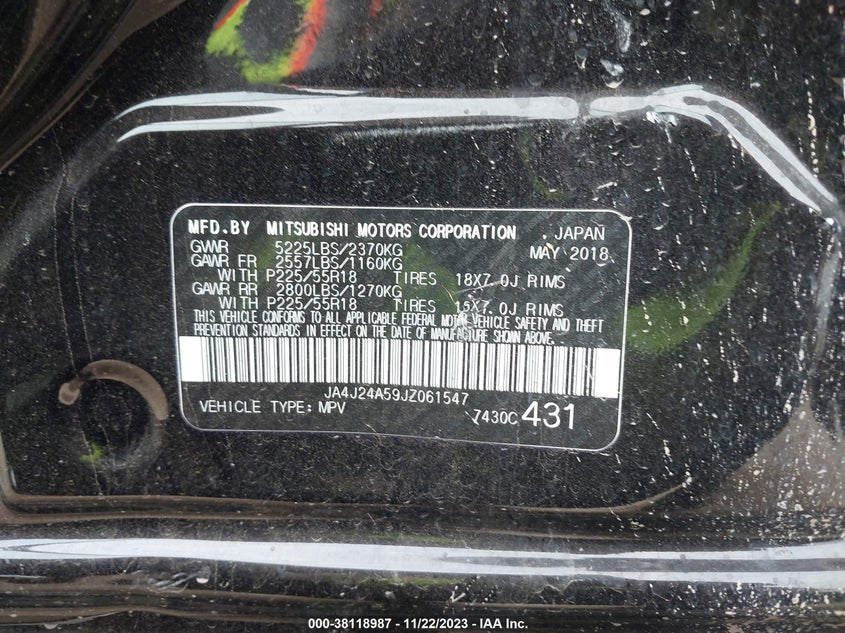 MFD.BY MITSUBISHI MOTORS CORPORATION . JAPAN
GVWR 5225LBS/2370KG MAY 2018
GAWR FR 2557LBS/1160KG
WITH P225/55R18 TIRES 18X7.0J RIMS
GAWR RR 2800LBS/1270KG
WITH P225/55R18 TIRES X7.0J RIMS
THIS VEHICLE CONFORMS TO ALL APPLICABLE FEDERAL MOTOR VEHICLE SAFETY AND THEFT
PREVENTION STANDARDS IN EFFECT ON THE DATE OF MANUFACTURE SHOWN ABOVE.
JA4J24A59JZ061547
VEHICLE TYPE: MPV 7430C 431
000-38118987 - 11/22/2023 - IAA Inc.